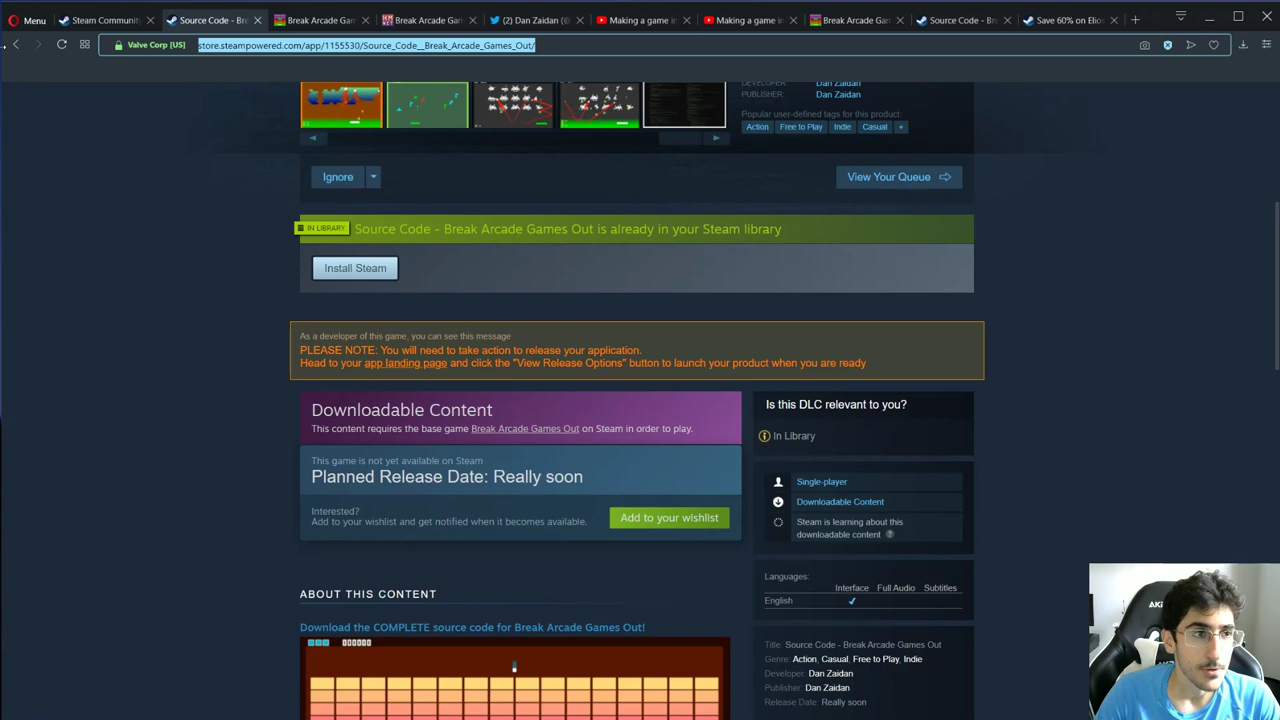 Menu
Steam Community
Source Code - Bre
Break Arcade Gam
Break Arcade Gam
(2) Dan Zaidan (@
Making a game in
Making a game in
Break Arcade Gam
Source Code - Bre
Save 60% on Elios
Valve Corp [US]
store.steampowered.com/app/1155530/Source_Code__Break_Arcade_Games_Out/
DEVELOPER: Dan Zaidan
PUBLISHER: Dan Zaidan
Popular user-defined tags for this product:
Action Free to Play Indie Casual +
Ignore
View Your Queue
IN LIBRARY
Source Code - Break Arcade Games Out is already in your Steam library
Install Steam
As a developer of this game, you can see this message
PLEASE NOTE: You will need to take action to release your application.
Head to your app landing page and click the "View Release Options" button to launch your product when you are ready
Downloadable Content
This content requires the base game Break Arcade Games Out on Steam in order to play.
This game is not yet available on Steam
Planned Release Date: Really soon
Interested?
Add to your wishlist and get notified when it becomes available.
Add to your wishlist
Is this DLC relevant to you?
In Library
Single-player
Downloadable Content
Steam is learning about this
downloadable content ?
Languages:
Interface Full Audio Subtitles
English
ABOUT THIS CONTENT
Download the COMPLETE source code for Break Arcade Games Out!
Title: Source Code - Break Arcade Games Out
Genre: Action, Casual, Free to Play, Indie
Developer: Dan Zaidan
Publisher: Dan Zaidan
Release Date: Really soon